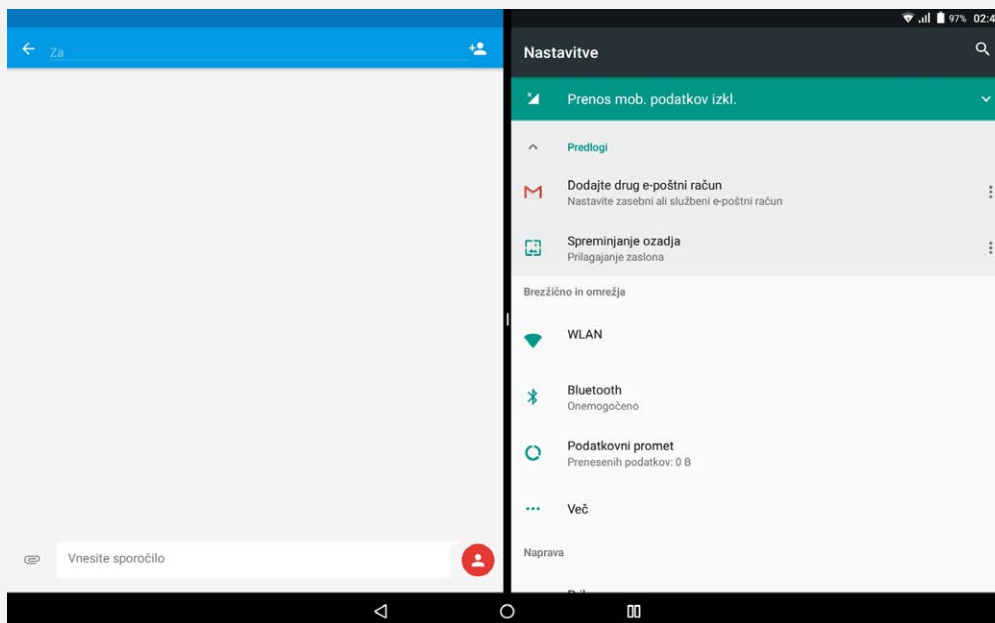 97% 02:4
Za
Vnesite sporočilo
Nastavitve
Prenos mob. podatkov izkl.
Predlogi
Dodajte drug e-poštni račun
Nastavite zasebni ali službeni e-poštni račun
Spreminjanje ozadja
Prilagajanje zaslona
Brezžično in omrežja
WLAN
Bluetooth
Onemogočeno
Podatkovni promet
Prenesenih podatkov: 0 B
Več
Naprava